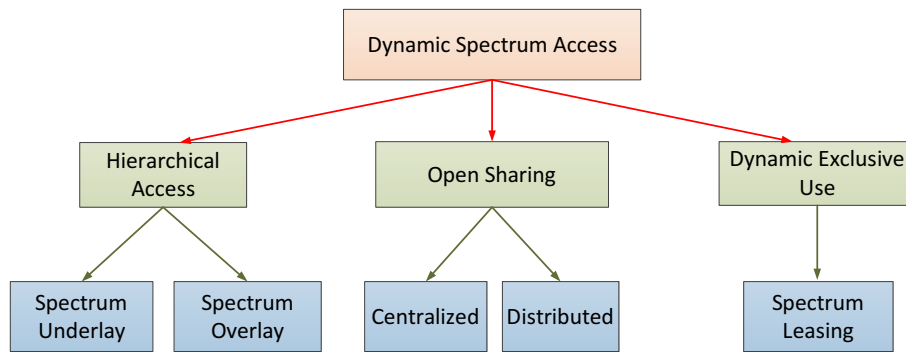 Dynamic Spectrum Access
Hierarchical
Access
Open Sharing
Dynamic Exclusive
Use
Spectrum
Underlay
Spectrum
Overlay
Centralized
Distributed
Spectrum
Leasing